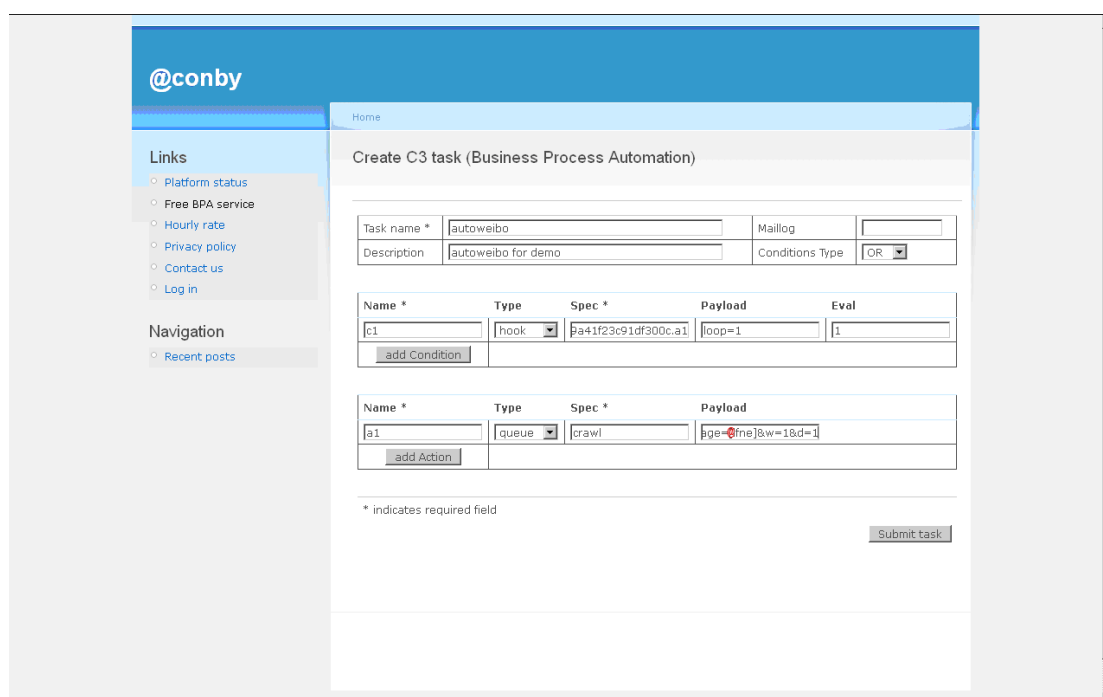 @conby
Home
Links
Platform status
Free BPA service
Hourly rate
Privacy policy
Contact us
Log in
Navigation
Recent posts
Create C3 task (Business Process Automation)
Task name * autoweibo Maillog
Description autoweibo for demo Conditions Type OR
Name * Type Spec * Payload Eval
c1 hook 9a41f23c91df300c.a1 loop=1 1
add Condition
Name * Type Spec * Payload
a1 queue crawl age= fne]&w=1&d=1
add Action
* indicates required field
Submit task